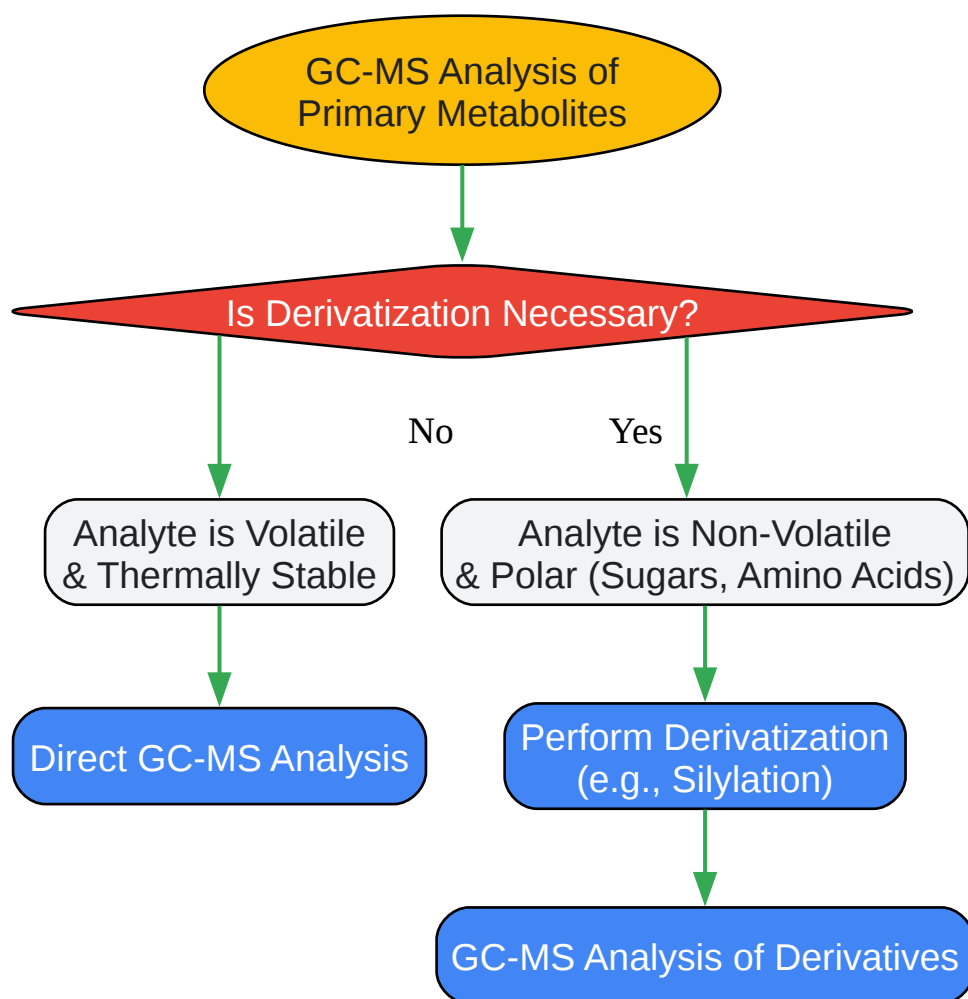 GC-MS Analysis of
Primary Metabolites
Is Derivatization Necessary?
No
Yes
Analyte is Volatile
& Thermally Stable
Analyte is Non-Volatile
& Polar (Sugars, Amino Acids)
Direct GC-MS Analysis
Perform Derivatization
(e.g., Silylation)
GC-MS Analysis of Derivatives